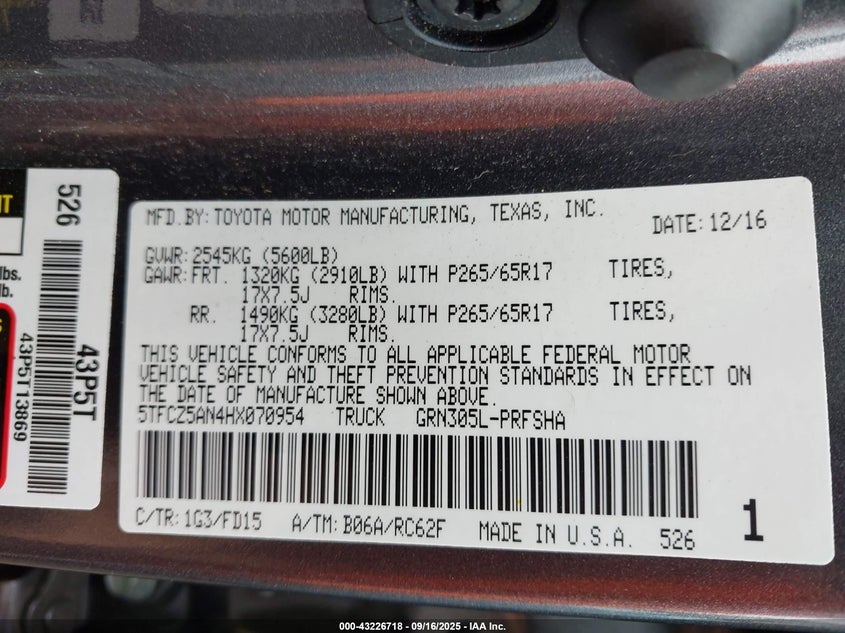 MFD.BY: TOYOTA MOTOR MANUFACTURING, TEXAS, INC. DATE: 12/16
GVWR: 2545KG (5600LB)
GAWR: FRT. 1320KG (2910LB) WITH P265/65R17 TIRES,
17X7.5J RIMS.
RR. 1490KG (3280LB) WITH P265/65R17 TIRES,
17X7.5J RIMS.
THIS VEHICLE CONFORMS TO ALL APPLICABLE FEDERAL MOTOR
VEHICLE SAFETY AND THEFT PREVENTION STANDARDS IN EFFECT ON
THE DATE OF MANUFACTURE SHOWN ABOVE.
5TFCZ5AN4HX070954 TRUCK GRN305L-PRFSHA
C/TR: 1G3/FD15 A/TM: B06A/RC62F MADE IN U.S.A. 526 1
526
43P5T
43P5T13869
lbs.
lb.
000-43226718 - 09/16/2025 - IAA Inc.